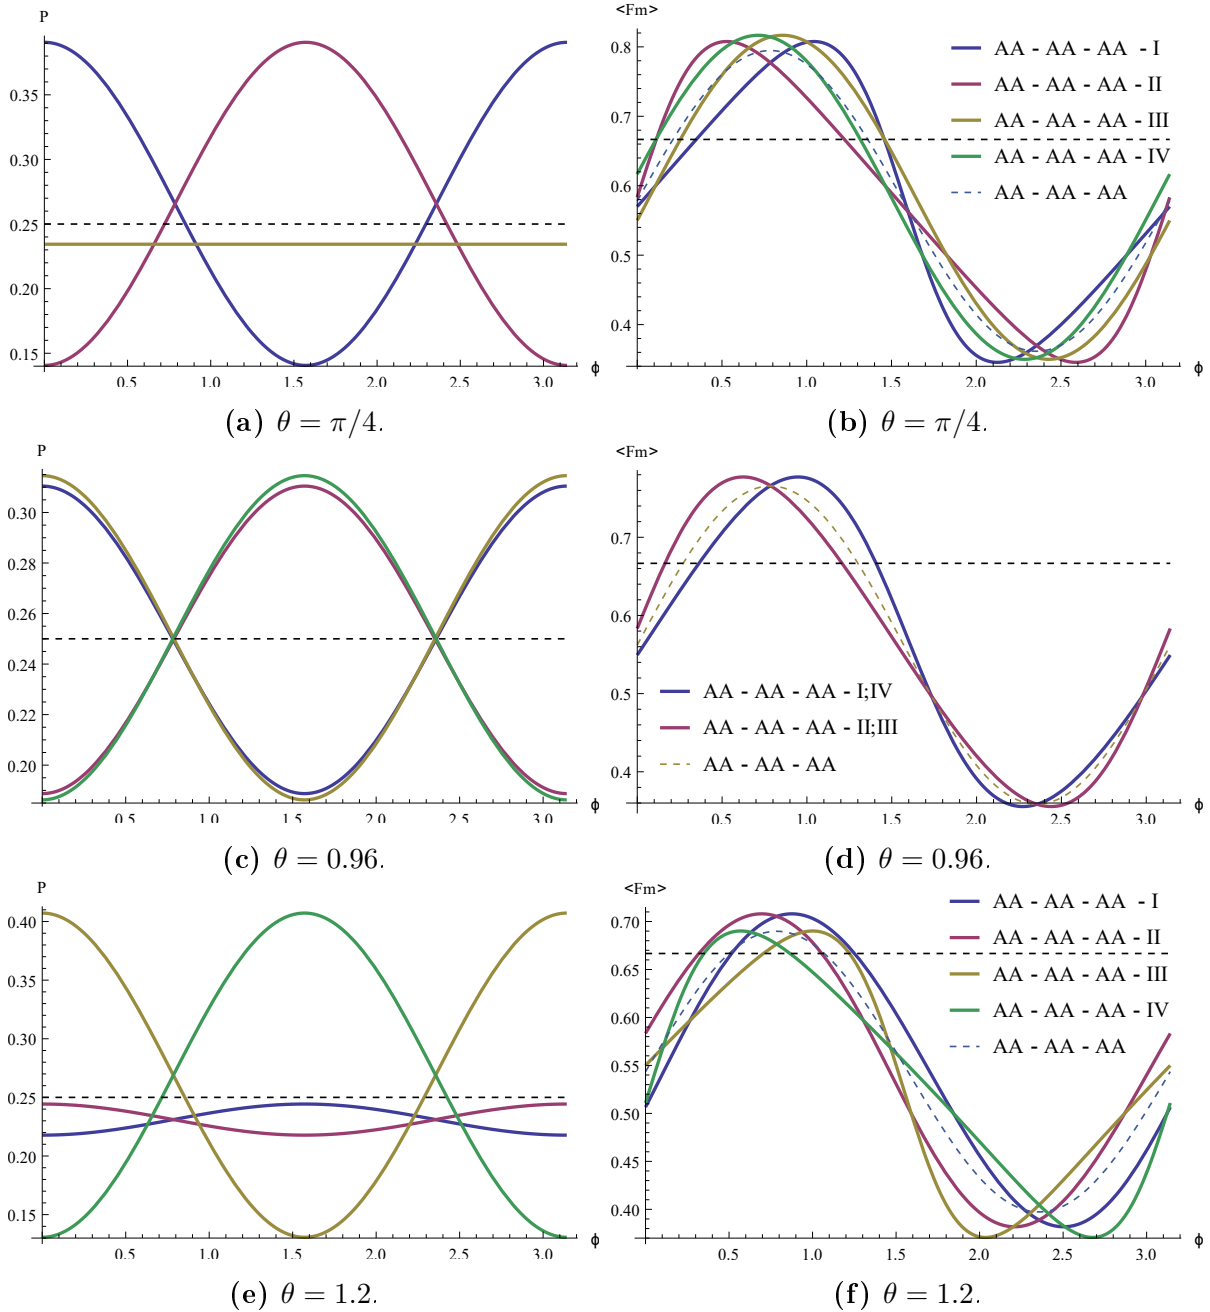 P
0.35
0.30
0.25
0.20
0.15
0.5 1.0 1.5 2.0 2.5 3.0 ϕ
(a) θ = π/4.
<Fm>
0.8
0.7
0.6
0.5
0.4
0.5 1.0 1.5 2.0 2.5 3.0 ϕ
AA - AA - AA - I
AA - AA - AA - II
AA - AA - AA - III
AA - AA - AA - IV
AA - AA - AA
(b) θ = π/4.
P
0.30
0.28
0.26
0.24
0.22
0.20
0.5 1.0 1.5 2.0 2.5 3.0 ϕ
(c) θ = 0.96.
<Fm>
0.7
0.6
0.5
0.4
0.5 1.0 1.5 2.0 2.5 3.0 ϕ
AA - AA - AA - I;IV
AA - AA - AA - II;III
AA - AA - AA
(d) θ = 0.96.
P
0.40
0.35
0.30
0.25
0.20
0.15
0.5 1.0 1.5 2.0 2.5 3.0 ϕ
(e) θ = 1.2.
<Fm>
0.70
0.65
0.60
0.55
0.50
0.45
0.40
0.5 1.0 1.5 2.0 2.5 3.0 ϕ
AA - AA - AA - I
AA - AA - AA - II
AA - AA - AA - III
AA - AA - AA - IV
AA - AA - AA
(f) θ = 1.2.